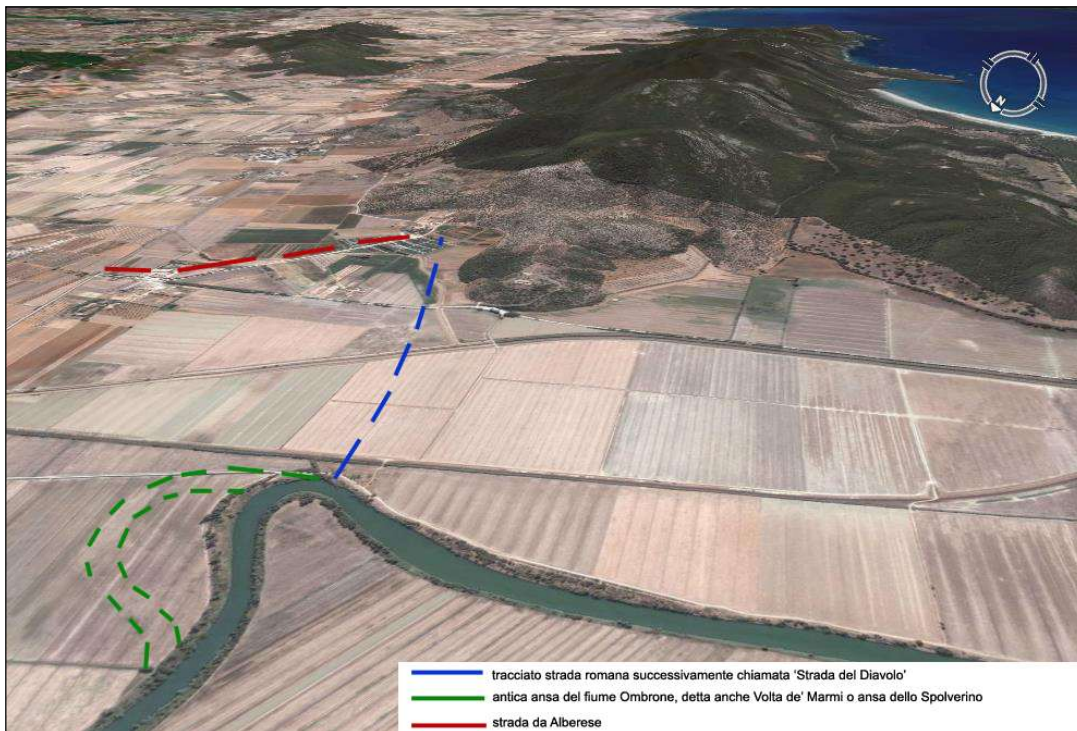 N
tracciato strada romana successivamente chiamata 'Strada del Diavolo'
antica ansa del fiume Ombrone, detta anche Volta de' Marmi o ansa dello Spolverino
strada da Alberese